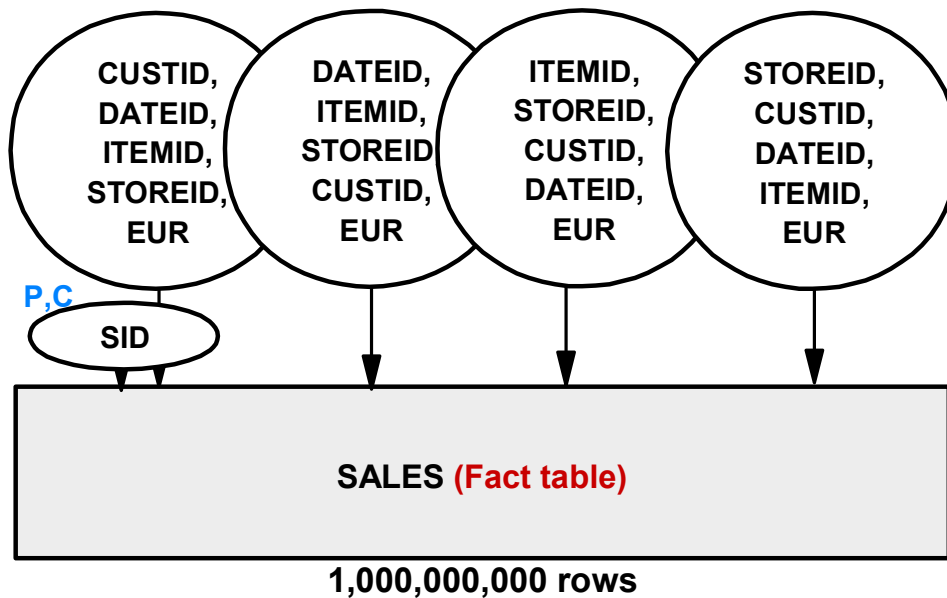 CUSTID,
DATEID,
ITEMID,
STOREID,
EUR
DATEID,
ITEMID,
STOREID
CUSTID,
EUR
ITEMID,
STOREID,
CUSTID,
DATEID,
EUR
STOREID,
CUSTID,
DATEID,
ITEMID,
EUR
P,C
SID
SALES (Fact table)
1,000,000,000 rows